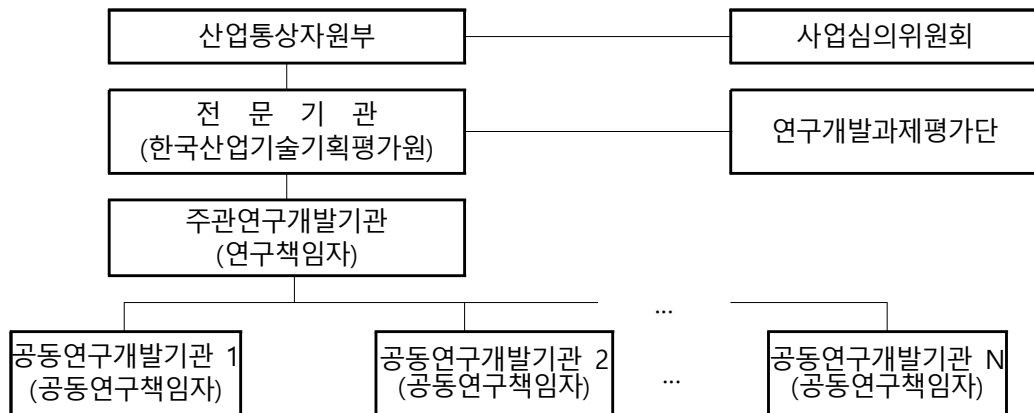 산업통상자원부
사업심의위원회
전 문 기 관
(한국산업기술기획평가원)
연구개발과제평가단
주관연구개발기관
(연구책임자)
...
공동연구개발기관 1
(공동연구책임자)
공동연구개발기관 2
(공동연구책임자)
...
공동연구개발기관 N
(공동연구책임자)